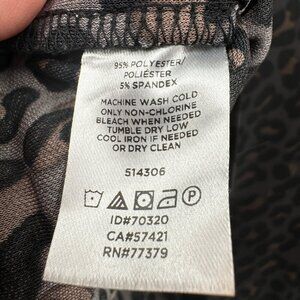 95% POLYESTER/
POLIÉSTER
5% SPANDEX
MACHINE WASH COLD
ONLY NON-CHLORINE
BLEACH WHEN NEEDED
TUMBLE DRY LOW
COOL IRON IF NEEDED
OR DRY CLEAN
514306
ID#70320
CA#57421
RN#77379